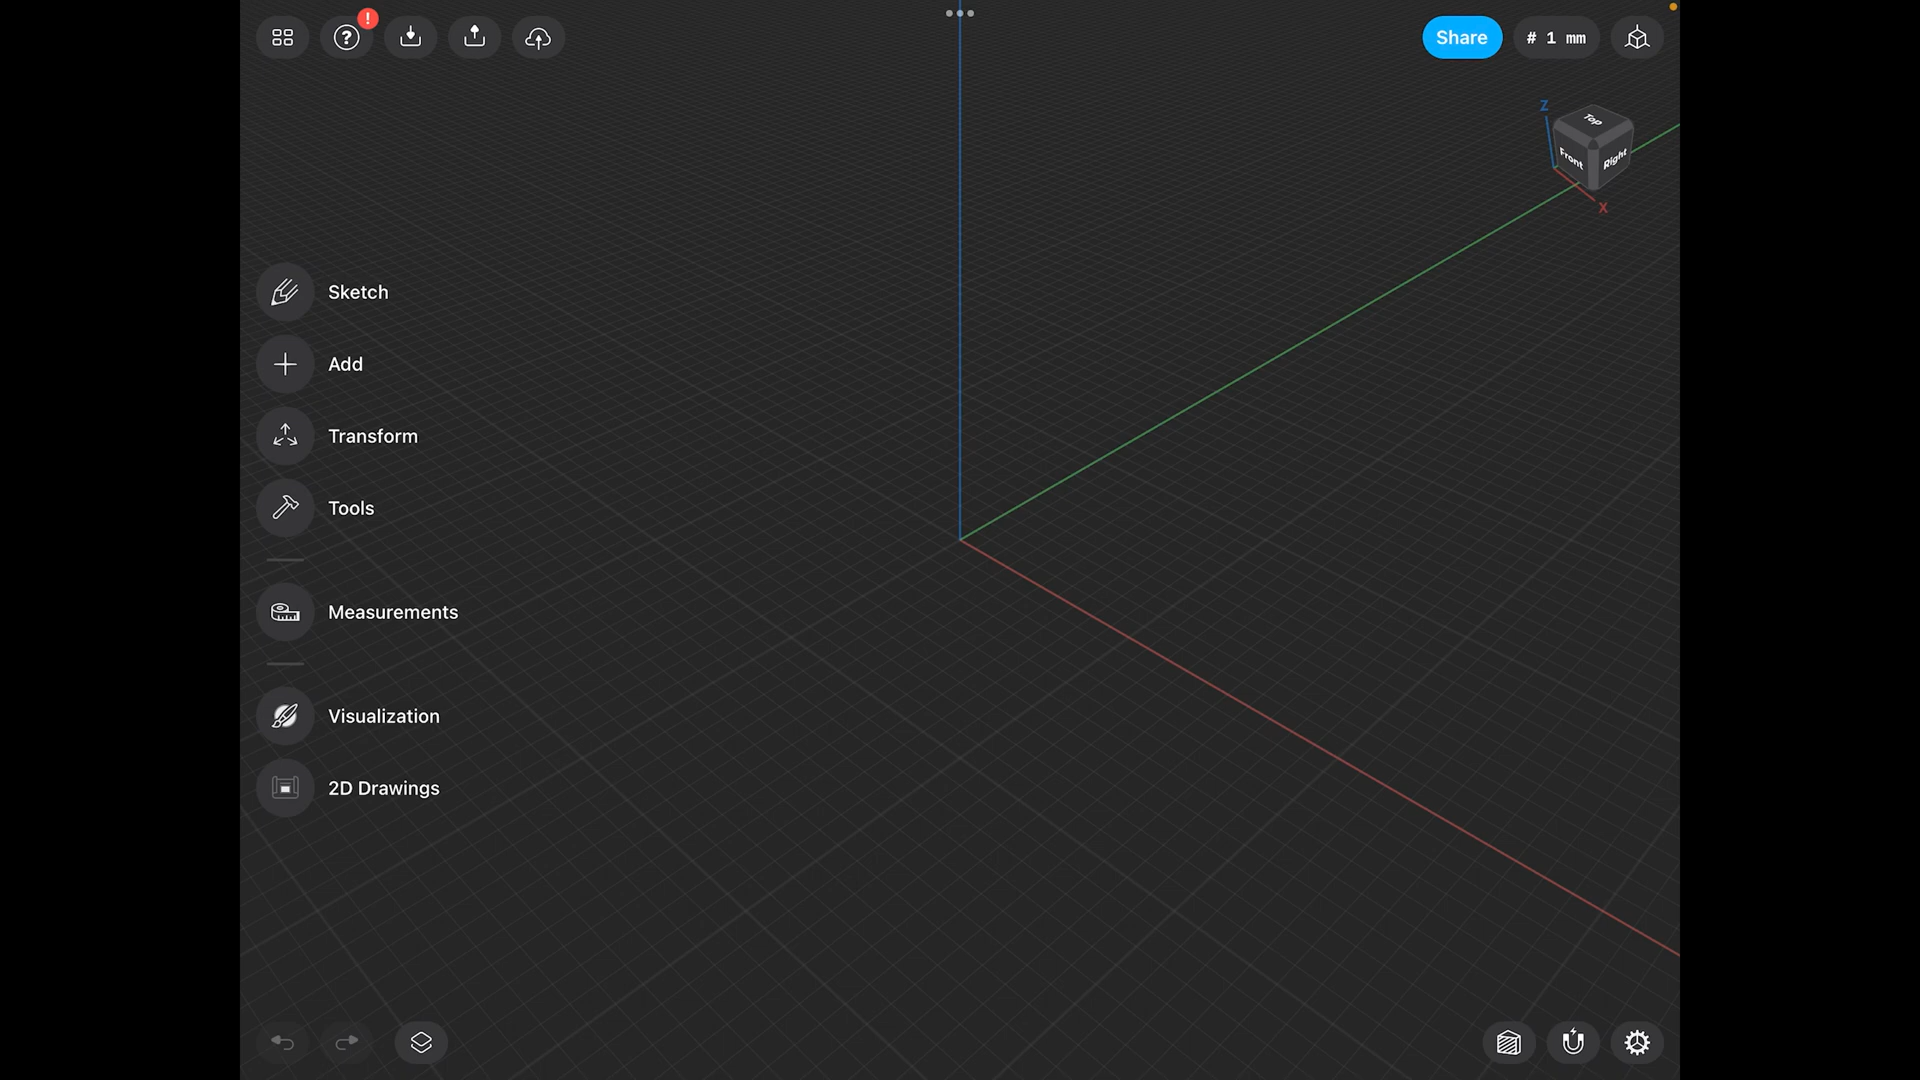 ?
!
Share
# 1 mm
Z
Top
Front
Right
X
Sketch
Add
Transform
Tools
Measurements
Visualization
2D Drawings